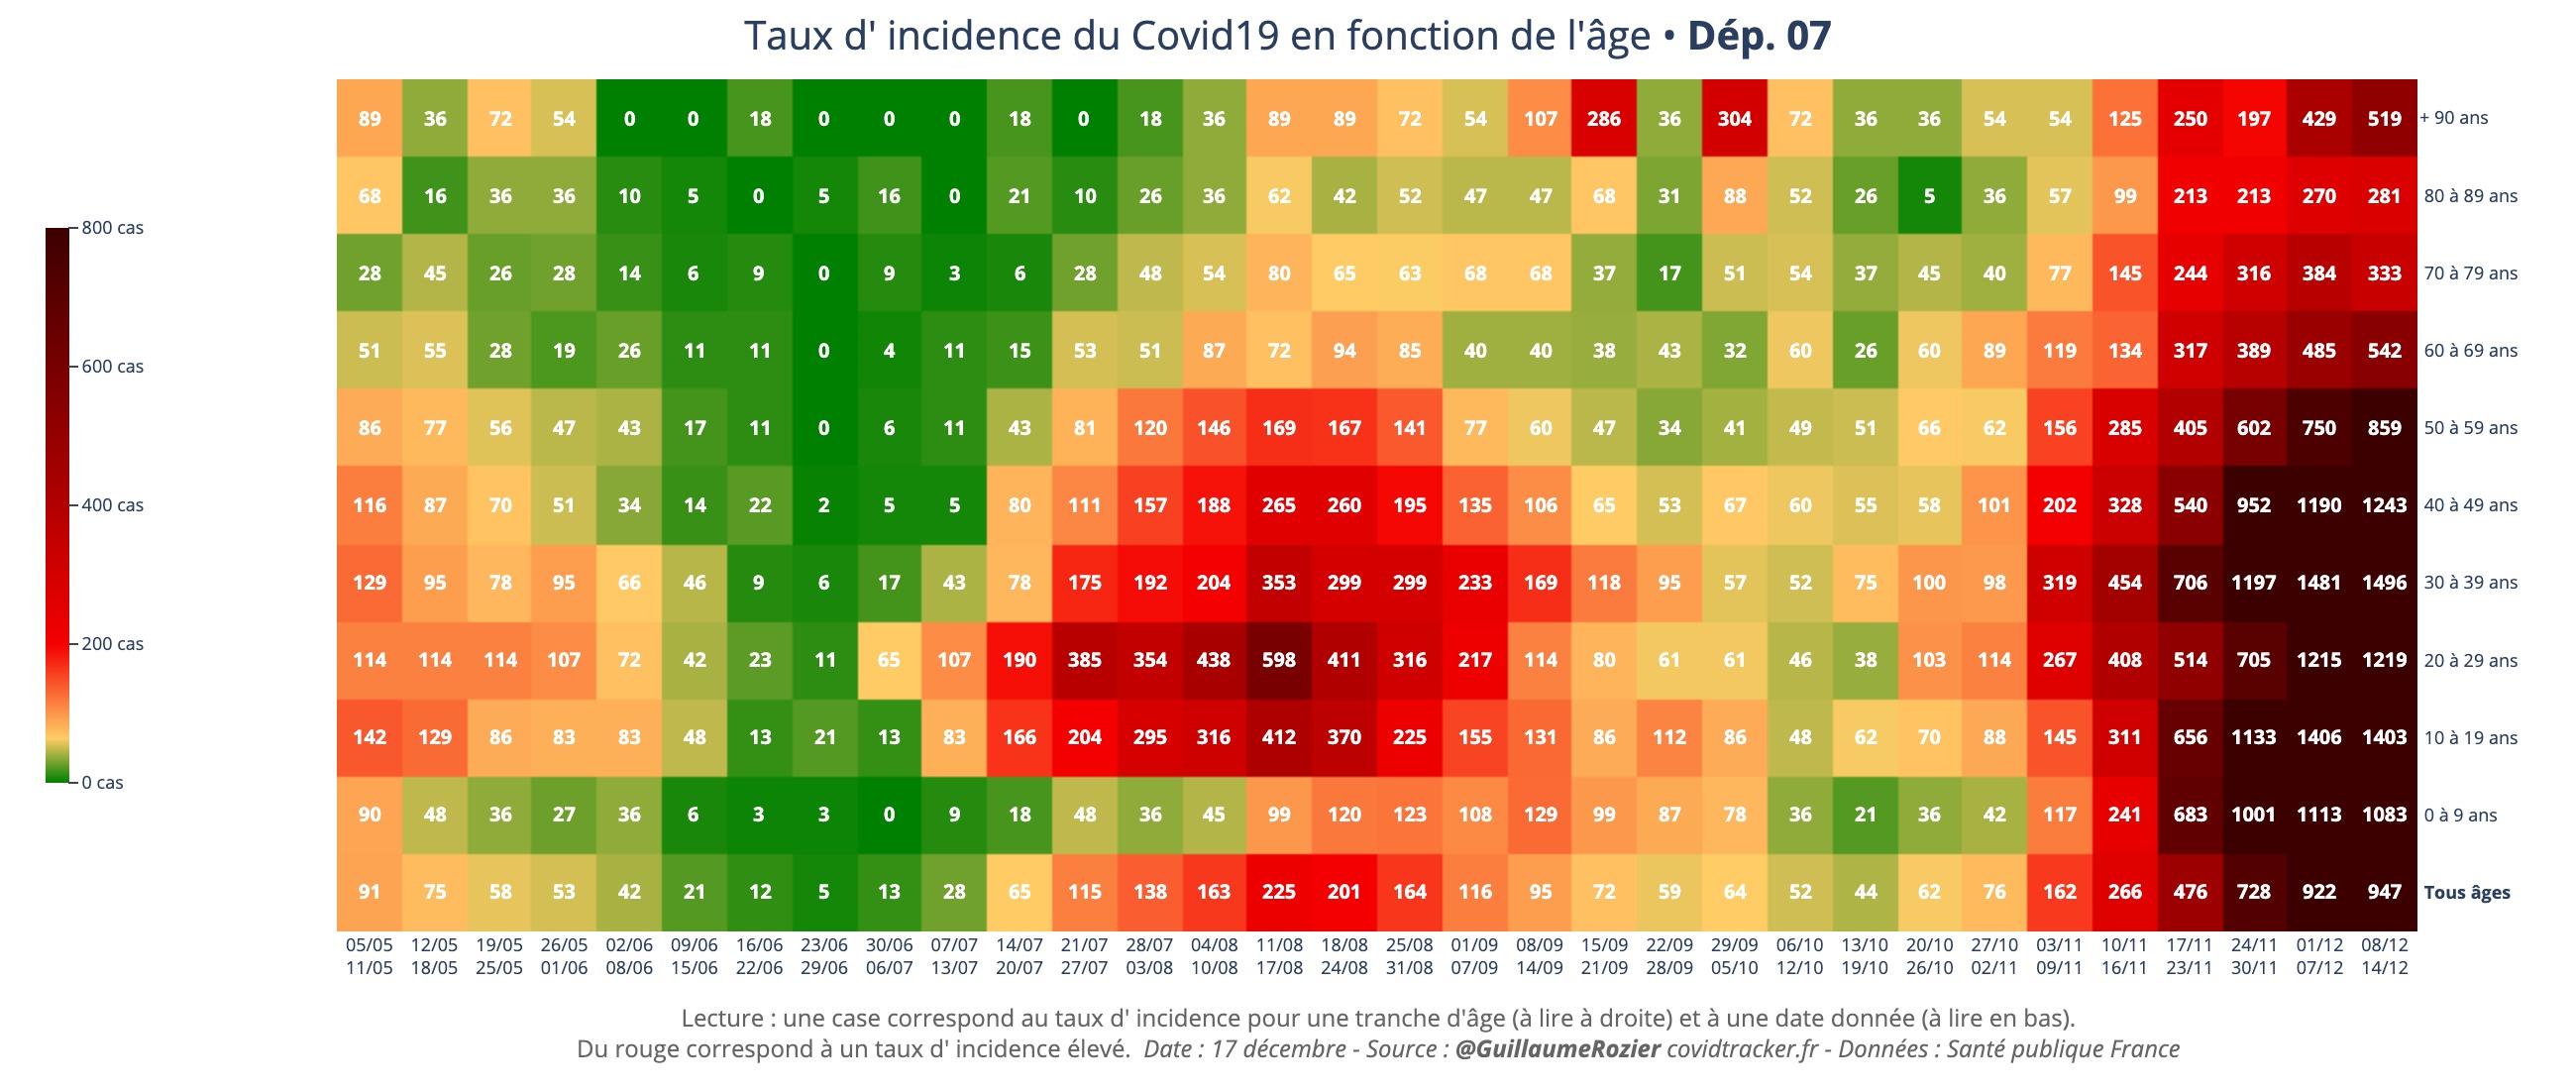 Taux d' incidence du Covid19 en fonction de l'âge • Dép. 07
89 36 72 54 0 0 18 0 0 0 18 0 18 36 89 89 72 54 107 286 36 304 72 36 36 54 54 125 250 197 429 519 + 90 ans
68 16 36 36 10 5 0 5 16 0 21 10 26 36 62 42 52 47 47 68 31 88 52 26 5 36 57 99 213 213 270 281 80 à 89 ans
800 cas
28 45 26 28 14 6 9 0 9 3 6 28 48 54 80 65 63 68 68 37 17 51 54 37 45 40 77 145 244 316 384 333 70 à 79 ans
51 55 28 19 26 11 11 0 4 11 15 53 51 87 72 94 85 40 40 38 43 32 60 26 60 89 119 134 317 389 485 542 60 à 69 ans
600 cas
86 77 56 47 43 17 11 0 6 11 43 81 120 146 169 167 141 77 60 47 34 41 49 51 66 62 156 285 405 602 750 859 50 à 59 ans
400 cas
116 87 70 51 34 14 22 2 5 5 80 111 157 188 265 260 195 135 106 65 53 67 60 55 58 101 202 328 540 952 1190 1243 40 à 49 ans
129 95 78 95 66 46 9 6 17 43 78 175 192 204 353 299 299 233 169 118 95 57 52 75 100 98 319 454 706 1197 1481 1496 30 à 39 ans
200 cas
114 114 114 107 72 42 23 11 65 107 190 385 354 438 598 411 316 217 114 80 61 61 46 38 103 114 267 408 514 705 1215 1219 20 à 29 ans
142 129 86 83 83 48 13 21 13 83 166 204 295 316 412 370 225 155 131 86 112 86 48 62 70 88 145 311 656 1133 1406 1403 10 à 19 ans
0 cas
90 48 36 27 36 6 3 3 0 9 18 48 36 45 99 120 123 108 129 99 87 78 36 21 36 42 117 241 683 1001 1113 1083 0 à 9 ans
91 75 58 53 42 21 12 5 13 28 65 115 138 163 225 201 164 116 95 72 59 64 52 44 62 76 162 266 476 728 922 947 Tous âges
05/05 12/05 19/05 26/05 02/06 09/06 16/06 23/06 30/06 07/07 14/07 21/07 28/07 04/08 11/08 18/08 25/08 01/09 08/09 15/09 22/09 29/09 06/10 13/10 20/10 27/10 03/11 10/11 17/11 24/11 01/12 08/12
11/05 18/05 25/05 01/06 08/06 15/06 22/06 29/06 06/07 13/07 20/07 27/07 03/08 10/08 17/08 24/08 31/08 07/09 14/09 21/09 28/09 05/10 12/10 19/10 26/10 02/11 09/11 16/11 23/11 30/11 07/12 14/12
Lecture : une case correspond au taux d' incidence pour une tranche d'âge (à lire à droite) et à une date donnée (à lire en bas).
Du rouge correspond à un taux d' incidence élevé. Date : 17 décembre - Source : @GuillaumeRozier covidtracker.fr - Données : Santé publique France